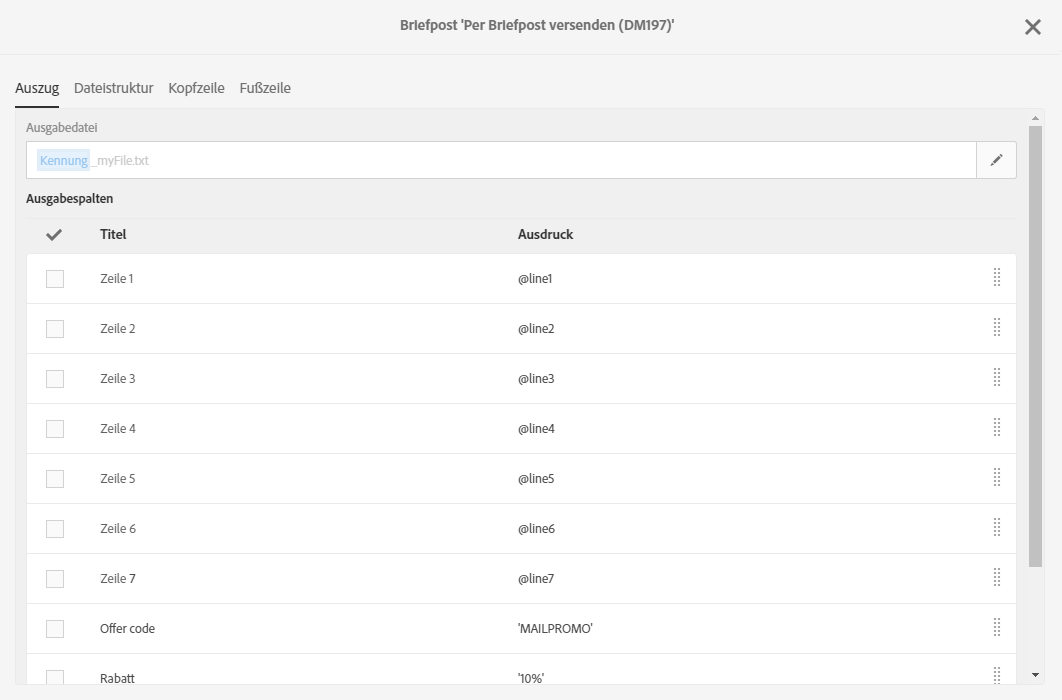 Briefpost 'Per Briefpost versenden (DM197)'
Auszug Dateistruktur Kopfzeile Fußzeile
Ausgabedatei
Kennung _myFile.txt
Ausgabespalten
Titel Ausdruck
Zeile 1 @line1
Zeile 2 @line2
Zeile 3 @line3
Zeile 4 @line4
Zeile 5 @line5
Zeile 6 @line6
Zeile 7 @line7
Offer code 'MAILPROMO'
Rabatt '10%'